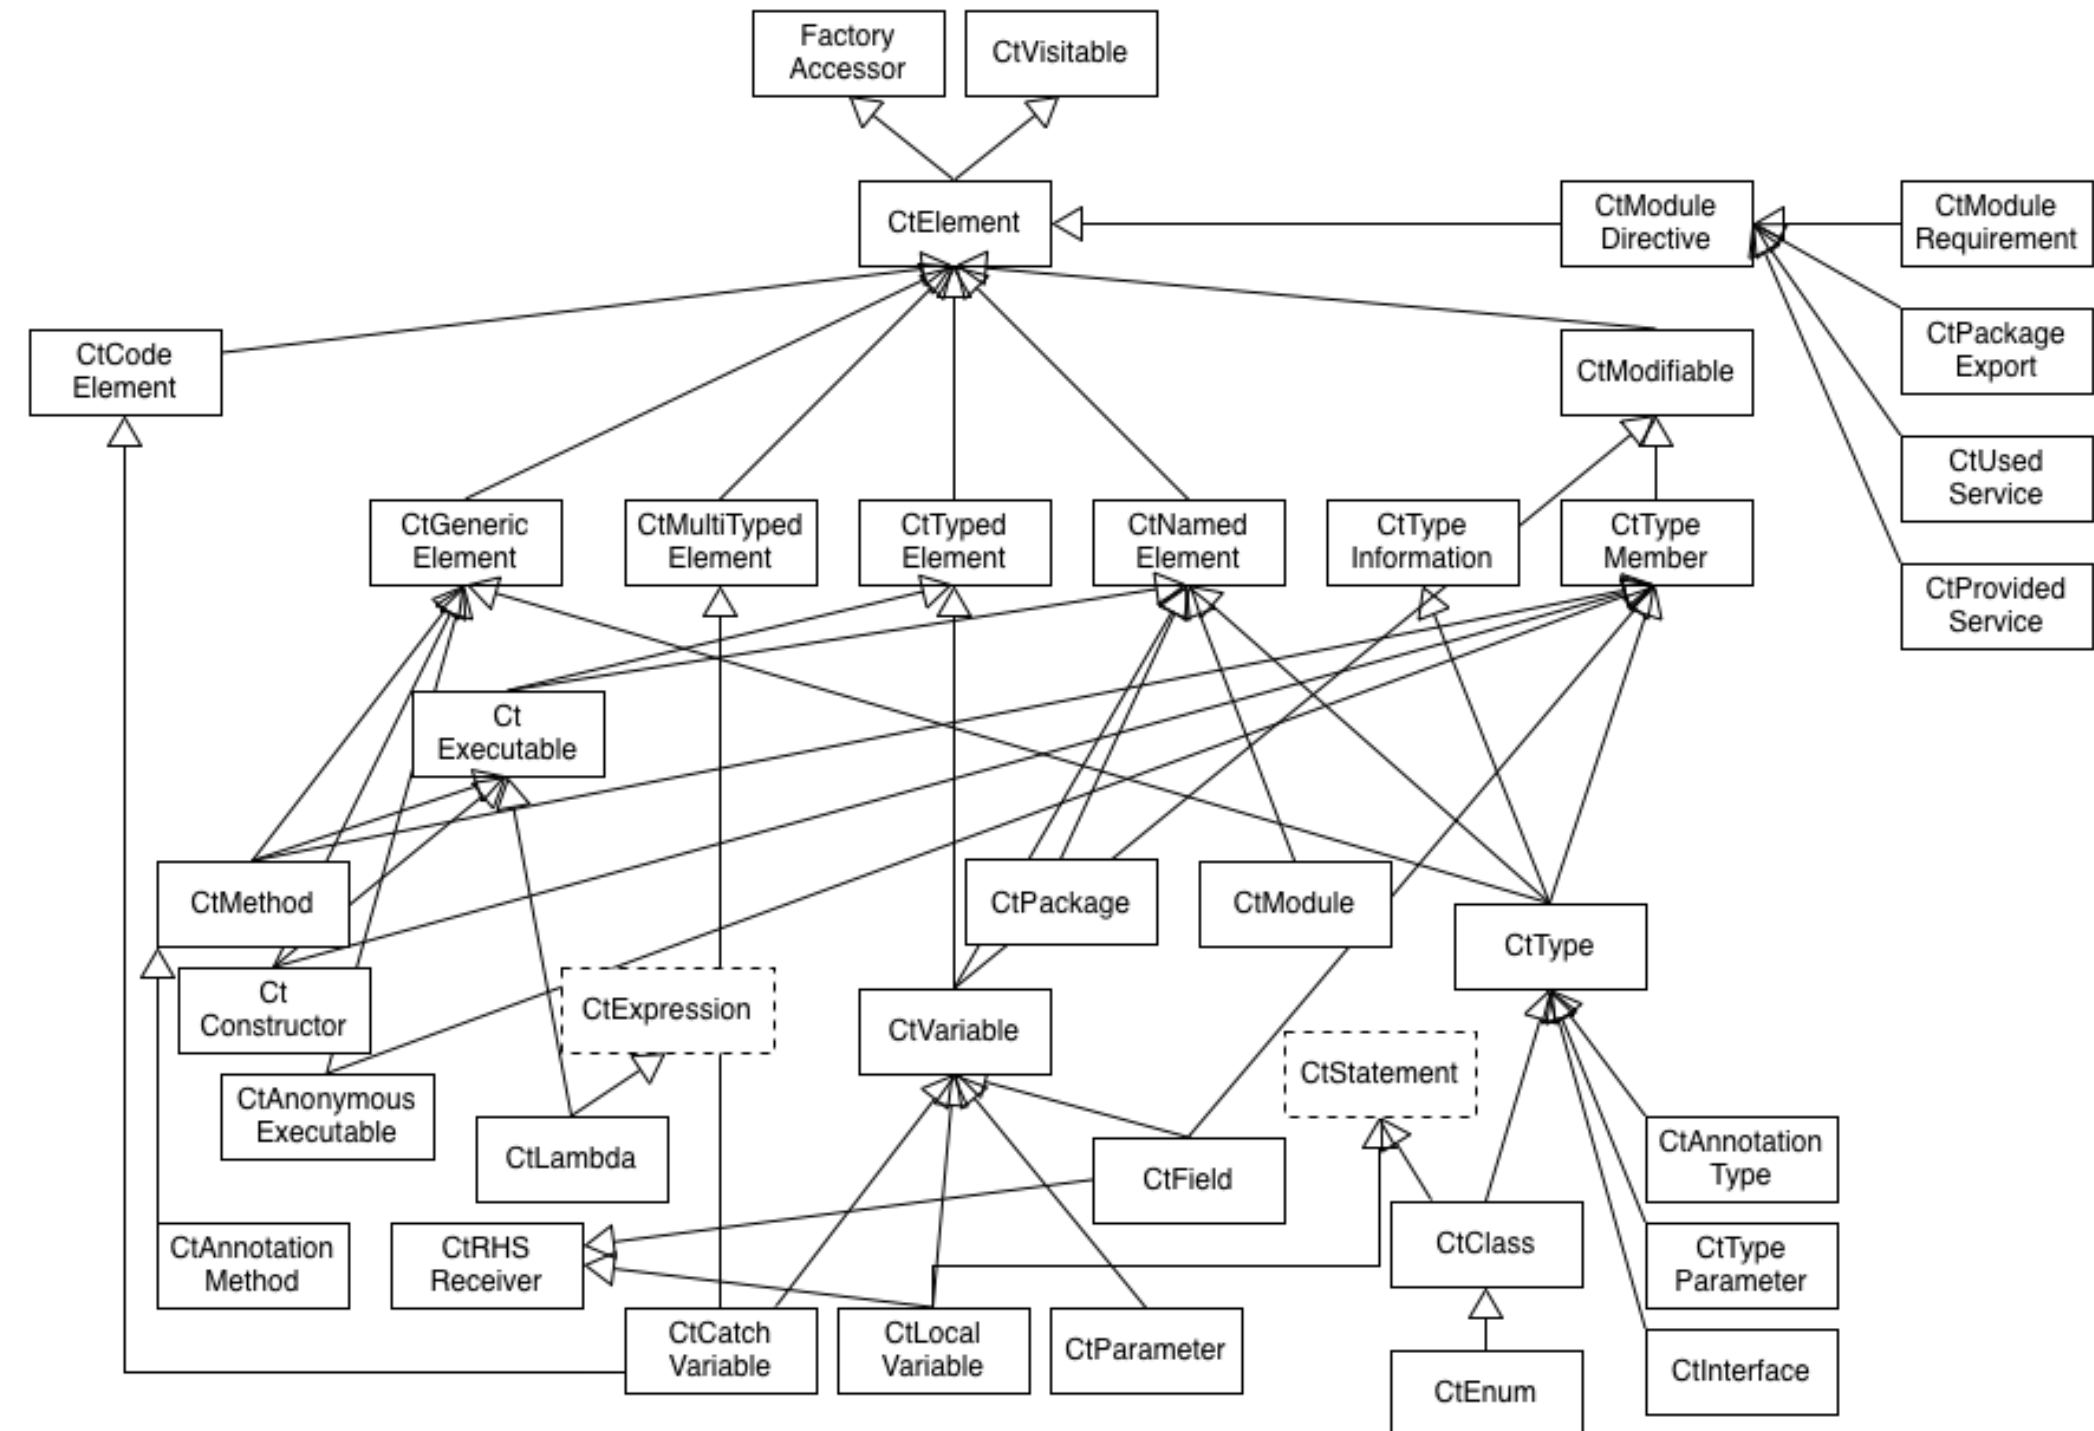 Factory
Accessor
CtVisitable
CtElement
CtModule
Directive
CtModule
Requirement
CtCode
Element
CtModifiable
CtPackage
Export
CtGeneric
Element
CtMultiTyped
Element
CtTyped
Element
CtNamed
Element
CtType
Information
CtType
Member
CtUsed
Service
CtProvided
Service
Ct
Executable
CtMethod
CtPackage
CtModule
CtType
Ct
Constructor
CtExpression
CtVariable
CtStatement
CtAnonymous
Executable
CtLambda
CtField
CtAnnotation
Type
CtAnnotation
Method
CtRHS
Receiver
CtClass
CtType
Parameter
CtCatch
Variable
CtLocal
Variable
CtParameter
CtEnum
CtInterface